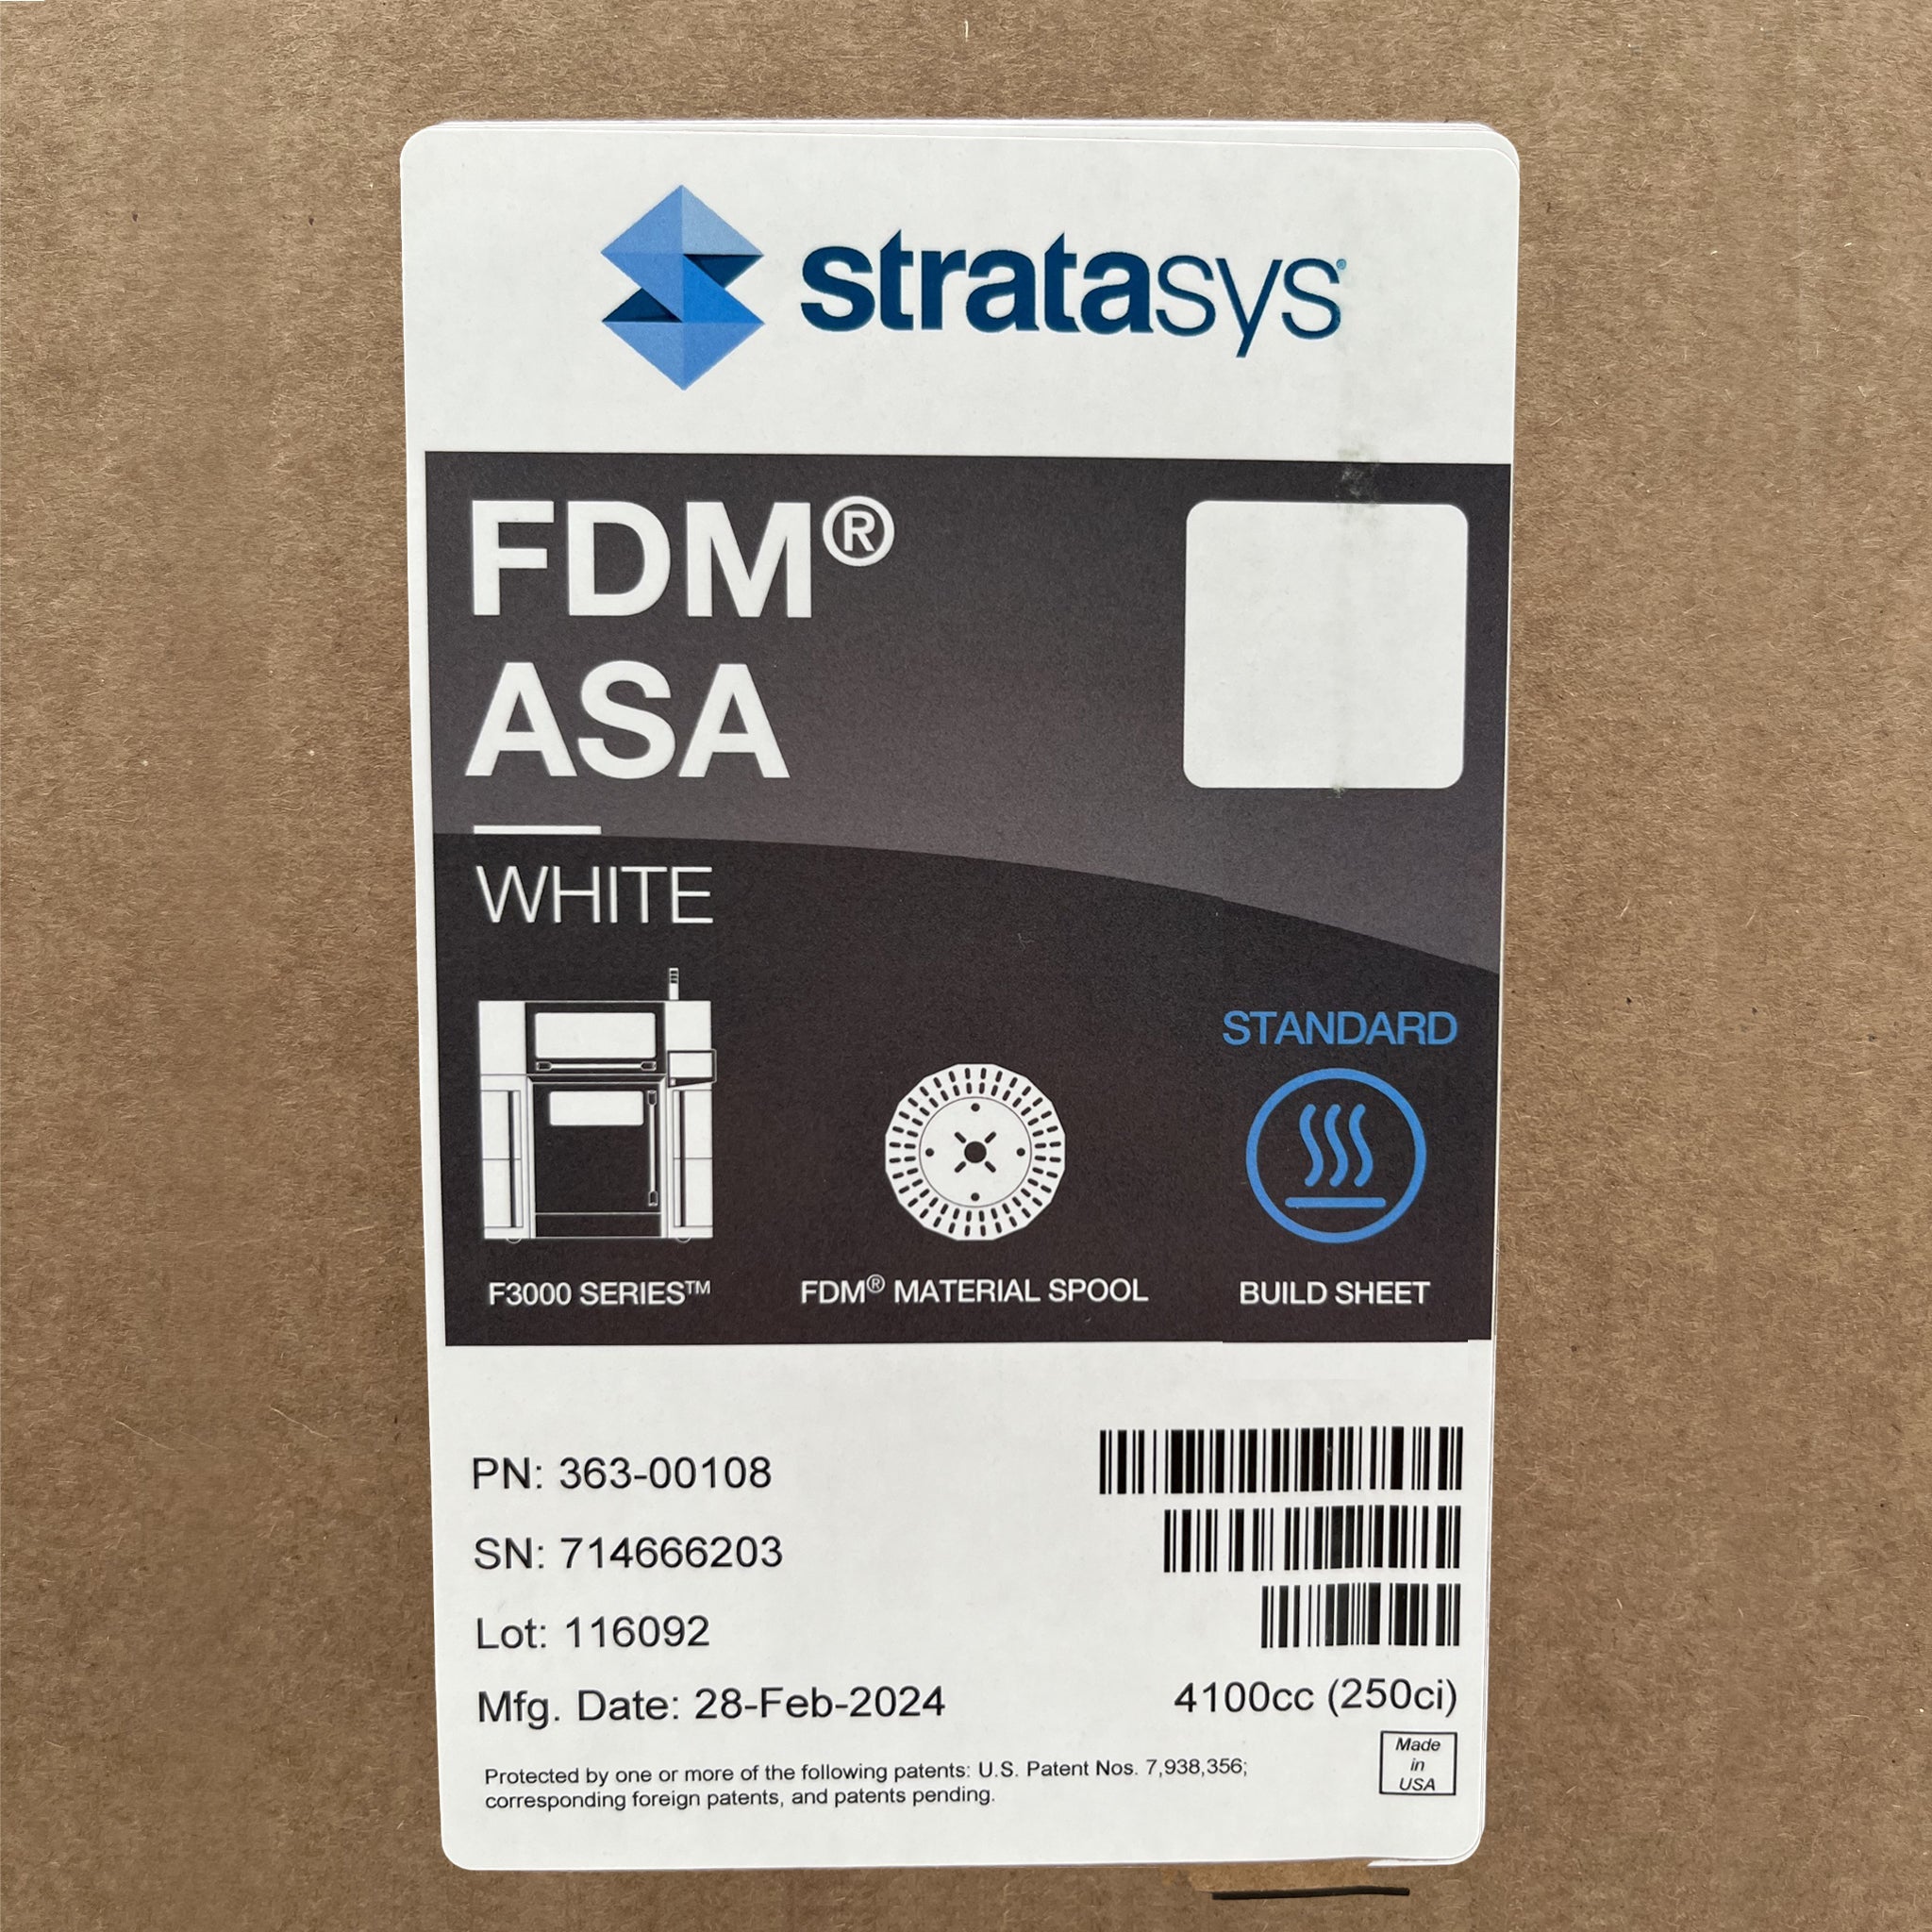 stratasys®
FDM®
ASA
WHITE
STANDARD
F3000 SERIES™ FDM® MATERIAL SPOOL BUILD SHEET
PN: 363-00108
SN: 714666203
Lot: 116092
Mfg. Date: 28-Feb-2024 4100cc (250ci)
Protected by one or more of the following patents: U.S. Patent Nos. 7,938,356;
corresponding foreign patents, and patents pending.
Made
in
USA